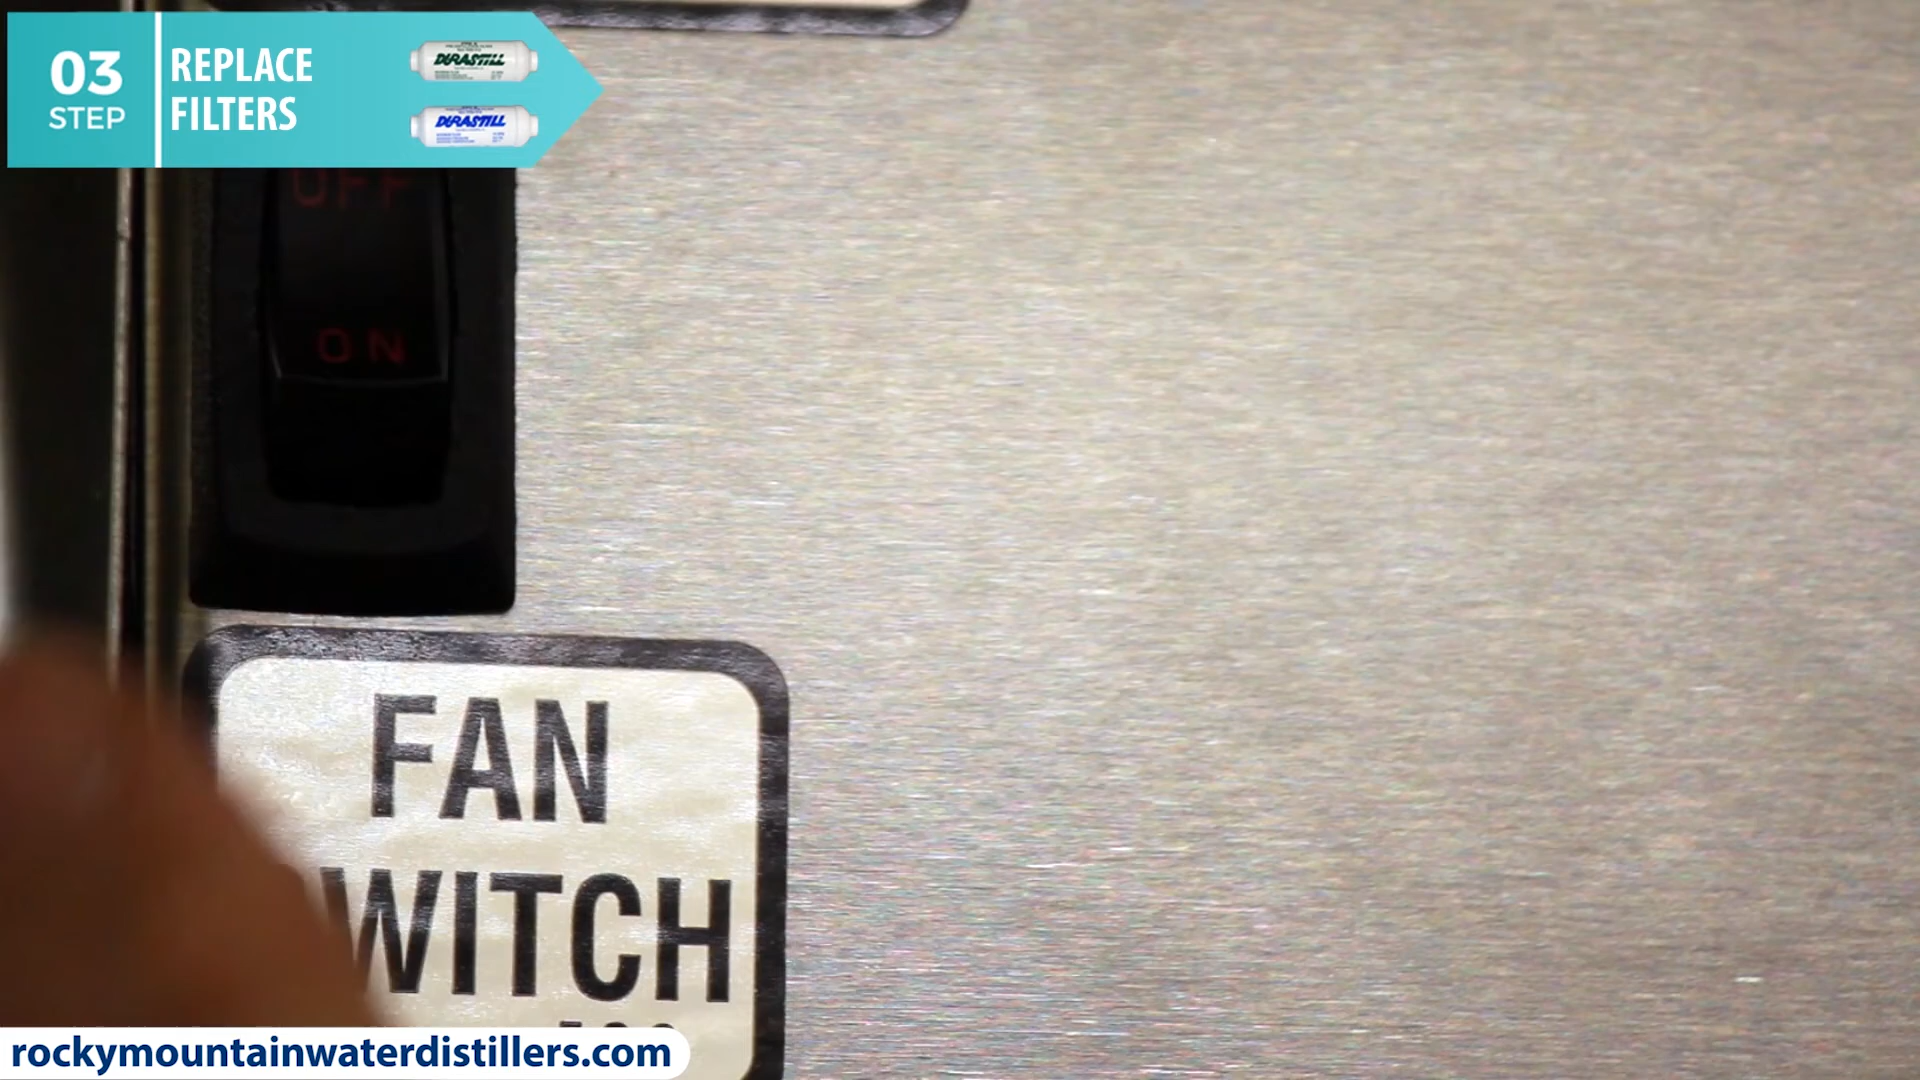 03
STEP
REPLACE
FILTERS
DURASTILL
DURASTILL
OFF
ON
FAN
WITCH
rockymountainwaterdistillers.com